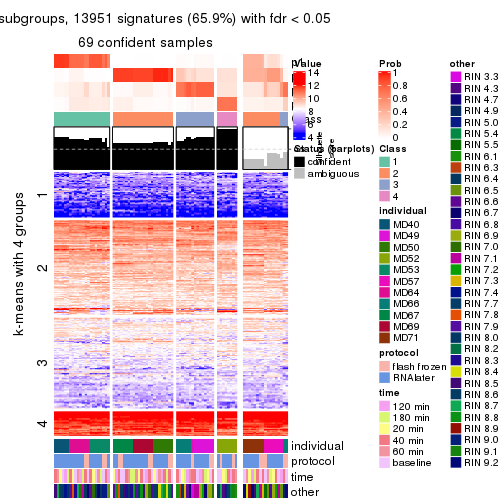 subgroups, 13951 signatures (65.9%) with fdr < 0.05
69 confident samples
k-means with 4 groups
1
2
3
4
individual
protocol
time
other
Value
14
12
10
8
6
4
Status (barplots)
confident
ambiguous
Prob
1
0.8
0.6
0.4
0.2
0
Class
1
2
3
4
individual
MD40
MD49
MD50
MD52
MD53
MD57
MD64
MD66
MD67
MD69
MD71
protocol
flash frozen
RNAlater
time
120 min
180 min
20 min
40 min
60 min
baseline
other
RIN 3.3
RIN 4.3
RIN 4.7
RIN 4.9
RIN 5.0
RIN 5.4
RIN 5.5
RIN 6.1
RIN 6.3
RIN 6.4
RIN 6.5
RIN 6.6
RIN 6.7
RIN 6.8
RIN 6.9
RIN 7.0
RIN 7.1
RIN 7.2
RIN 7.3
RIN 7.4
RIN 7.7
RIN 7.8
RIN 7.9
RIN 8.0
RIN 8.2
RIN 8.3
RIN 8.4
RIN 8.5
RIN 8.6
RIN 8.7
RIN 8.8
RIN 8.9
RIN 9.0
RIN 9.1
RIN 9.2